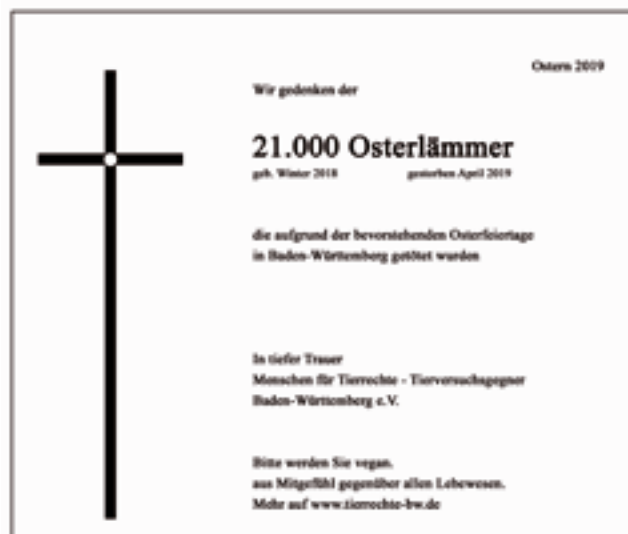 Ostern 2019
Wir gedenken der
21.000 Osterlämmer
geb. Winter 2018 gestorben April 2019
die aufgrund der bevorstehenden Osterfeiertage
in Baden-Württemberg getötet wurden
In tiefer Trauer
Menschen für Tierrechte - Tierversuchsgegner
Baden-Württemberg e.V.
Bitte werden Sie vegan.
aus Mitgefühl gegenüber allen Lebewesen.
Mehr auf www.tierrechte-bw.de